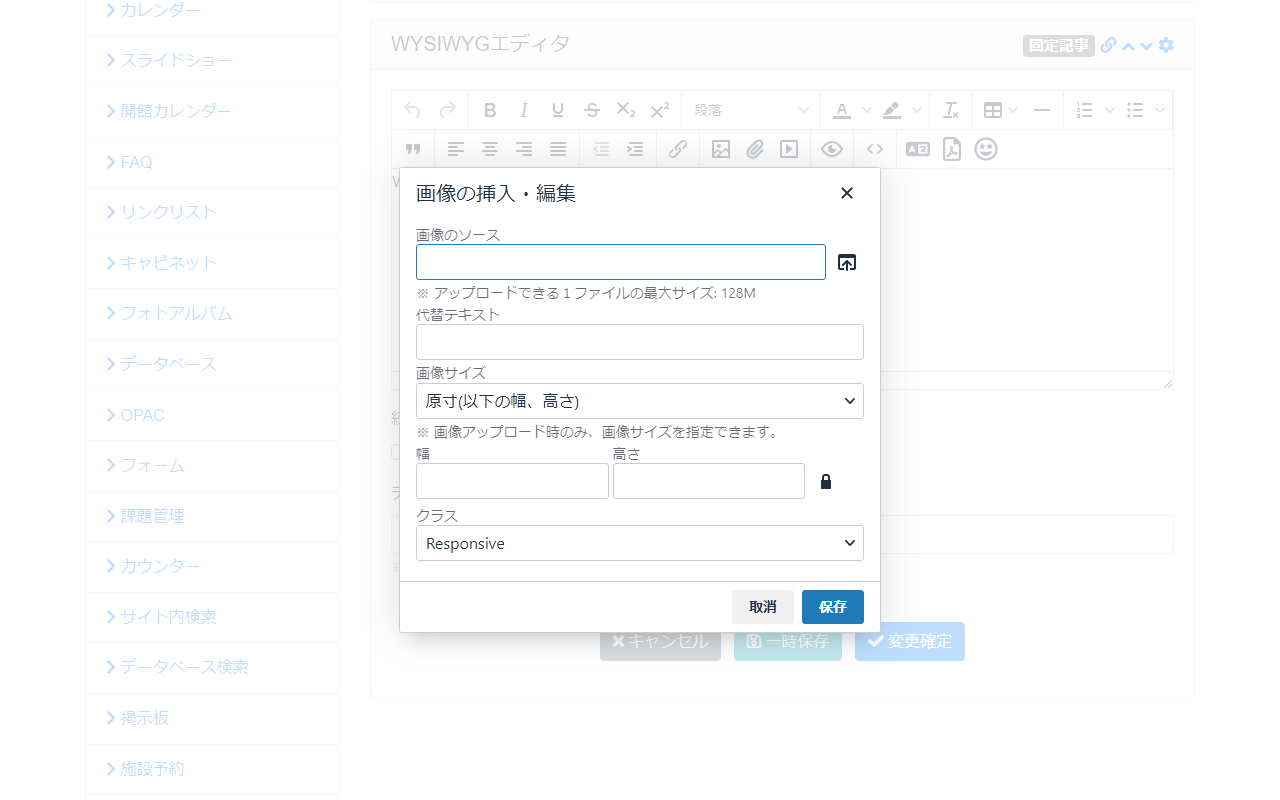 カレンダー
スライドショー
開館カレンダー
FAQ
リンクリスト
キャビネット
フォトアルバム
データベース
OPAC
フォーム
課題管理
カウンター
サイト内検索
データベース検索
掲示板
施設予約
WYSIWYGエディタ
固定記事
段落
画像の挿入・編集
画像のソース
※ アップロードできる１ファイルの最大サイズ: 128M
代替テキスト
画像サイズ
原寸(以下の幅、高さ)
※ 画像アップロード時のみ、画像サイズを指定できます。
幅 高さ
クラス
Responsive
取消 保存
キャンセル 一時保存 変更確定